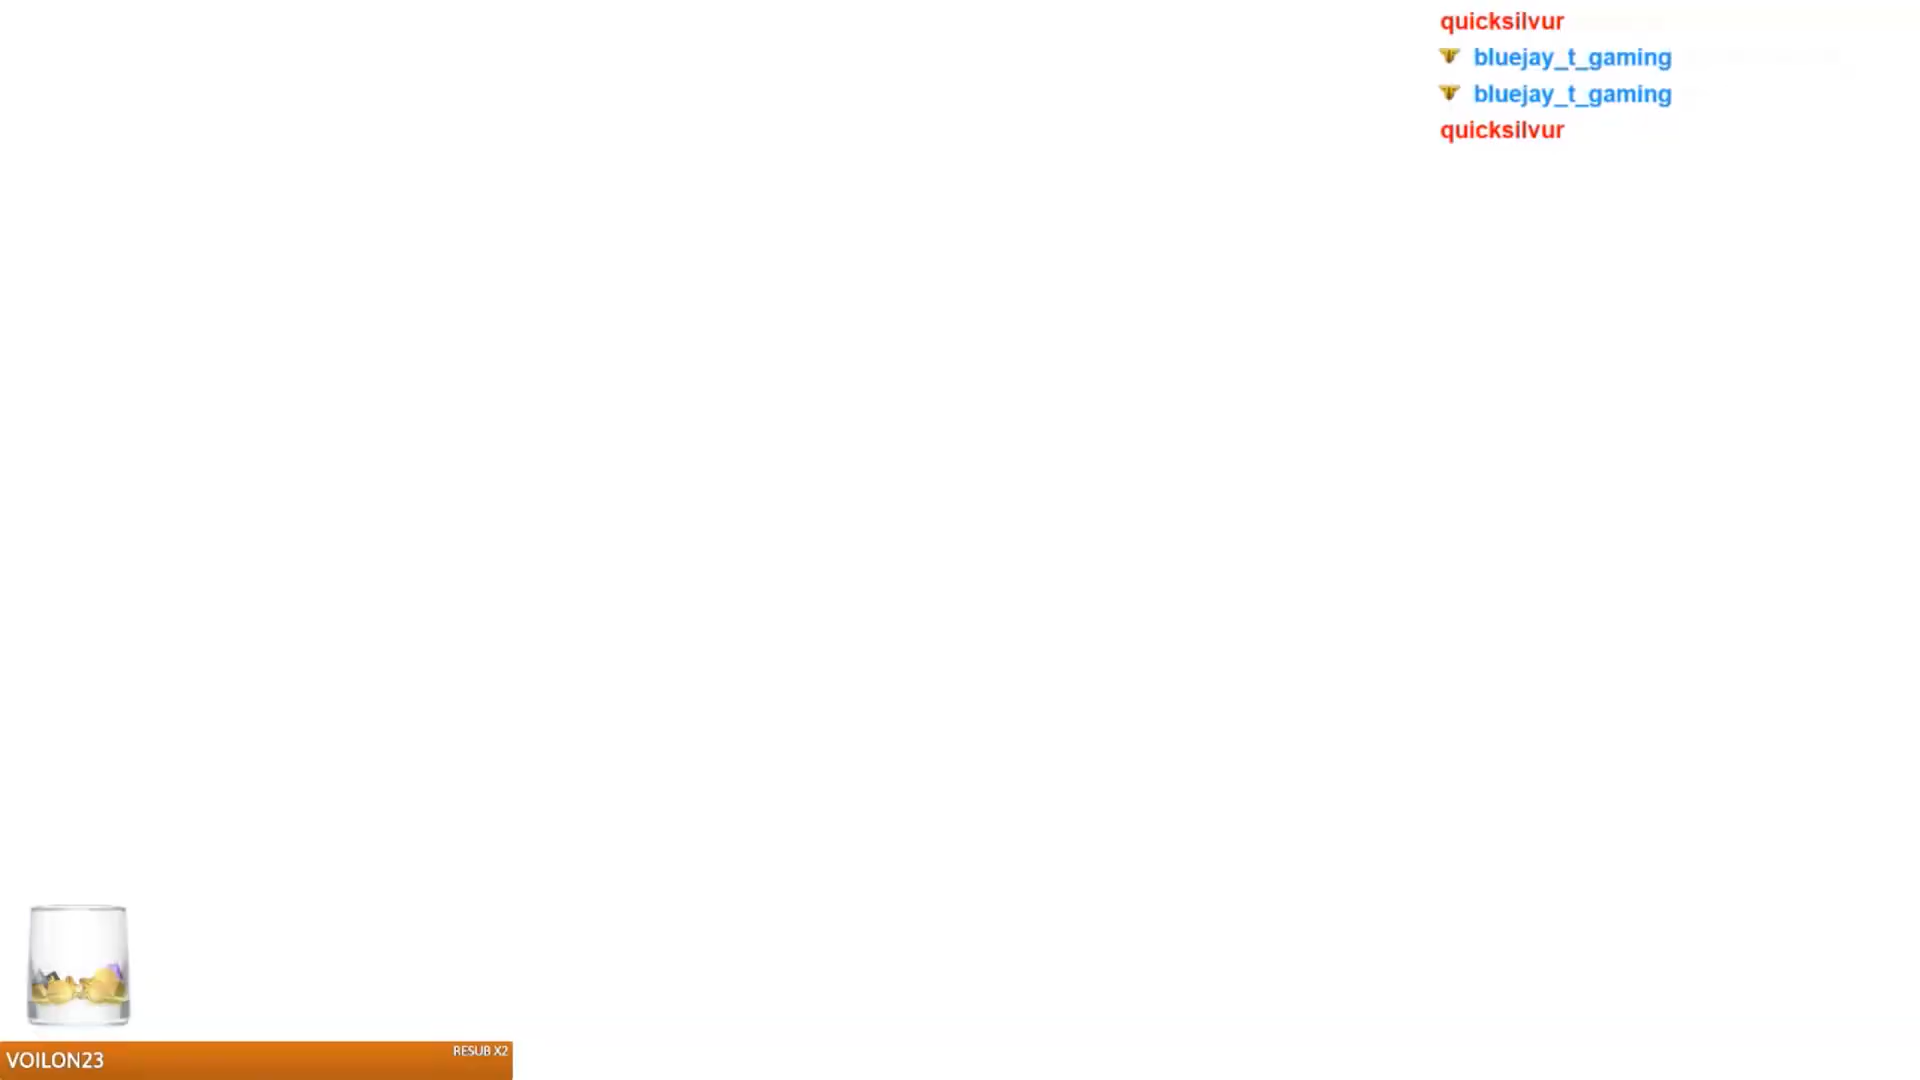 quicksilvur
bluejay_t_gaming
bluejay_t_gaming
quicksilvur
VOILON23
RESUB X2